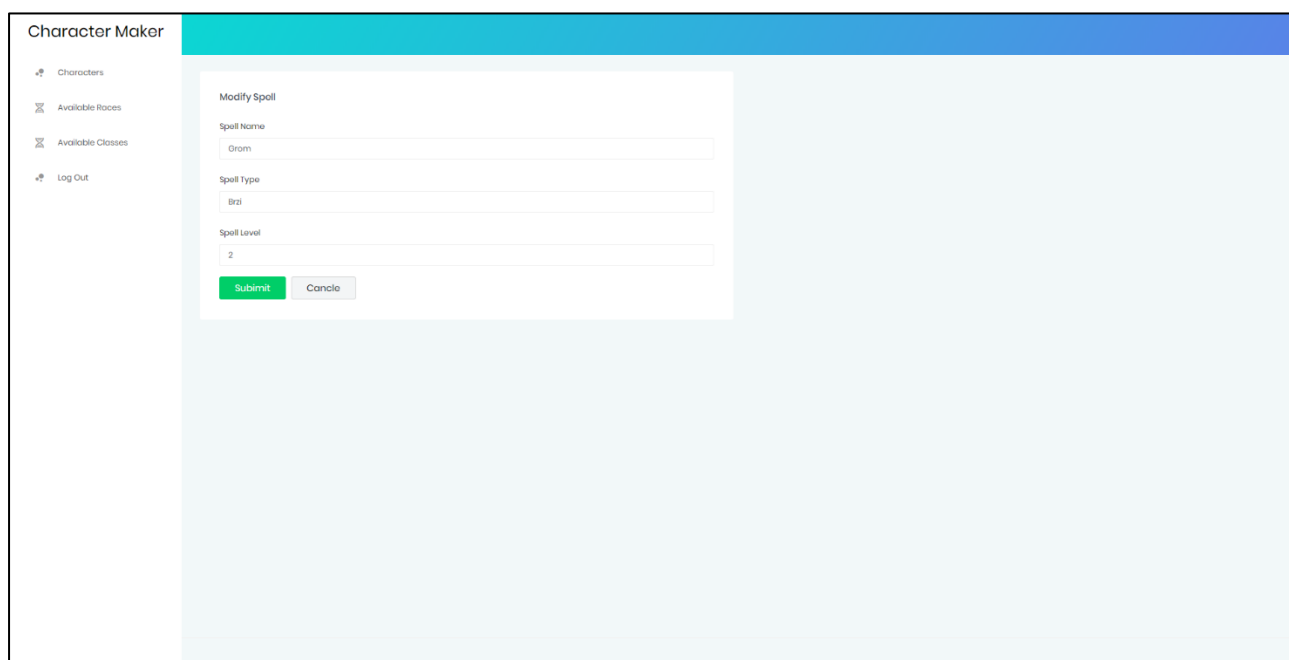 Character Maker
Characters
Available Races
Available Classes
Log Out
Modify Spell
Spell Name
Grom
Spell Type
Brzi
Spell Level
2
Subimit
Cancle